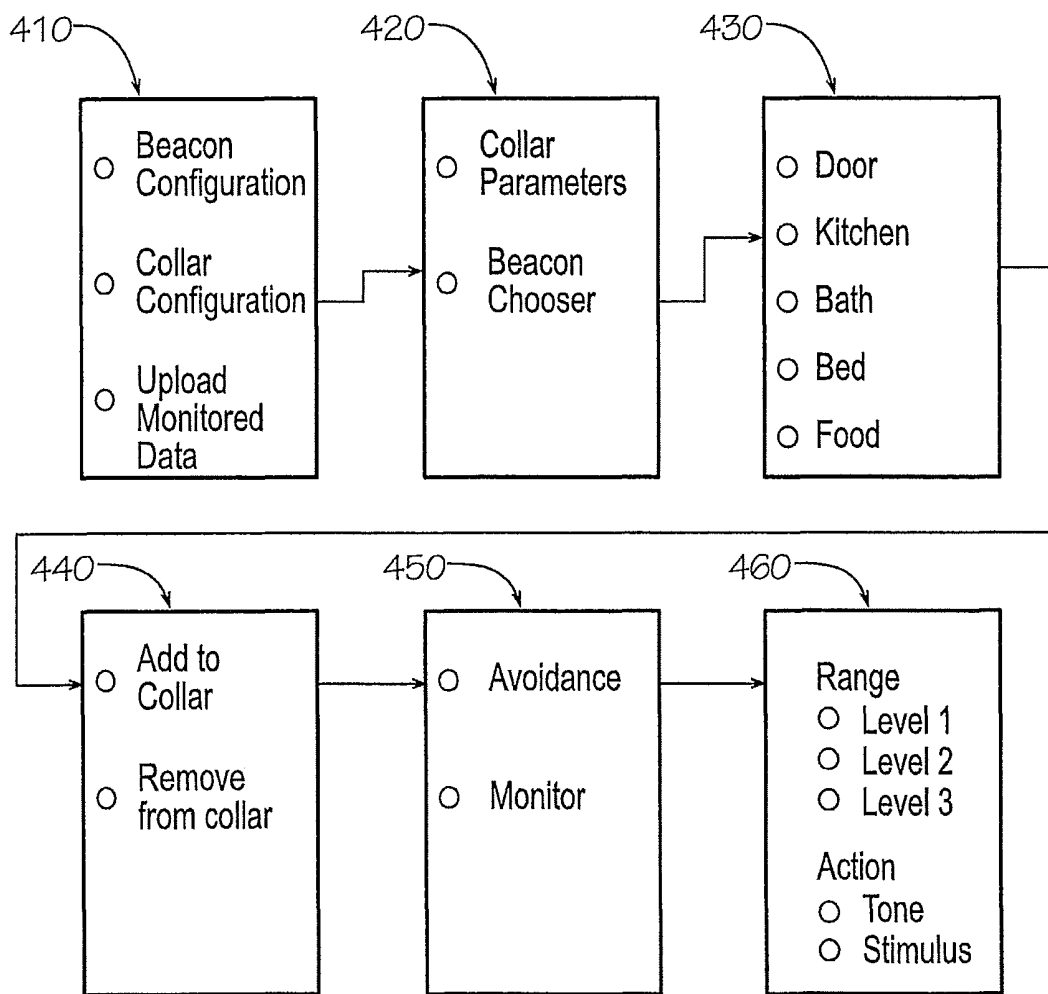 410
420
430
Beacon
Configuration
Collar
Configuration
Upload
Monitored
Data
Collar
Parameters
Beacon
Chooser
Door
Kitchen
Bath
Bed
Food
440
450
460
Add to
Collar
Remove
from collar
Avoidance
Monitor
Range
Level 1
Level 2
Level 3
Action
Tone
Stimulus